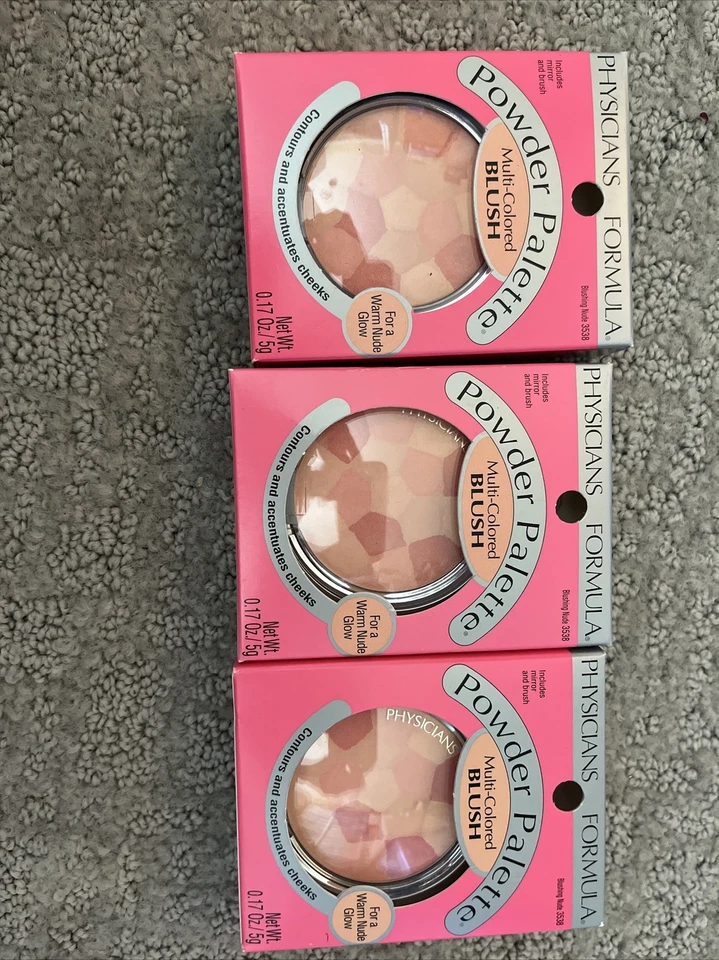 PHYSICIANS FORMULA®
Includes
mirror
and brush
Powder Palette®
Multi-Colored
BLUSH
Blushing Nude 3538
Contours and accentuates cheeks
For a
Warm Nude
Glow
Net Wt.
0.17 Oz./5g
PHYSICIANS FORMULA®
Includes
mirror
and brush
Powder Palette®
Multi-Colored
BLUSH
Blushing Nude 3538
PHYSICIAN
Contours and accentuates cheeks
For a
Warm Nude
Glow
Net Wt.
0.17 Oz./5g
PHYSICIANS FORMULA®
Includes
mirror
and brush
Powder Palette®
Multi-Colored
BLUSH
Blushing Nude 3538
PHYSICIANS
Contours and accentuates cheeks
For a
Warm Nude
Glow
Net Wt.
0.17 Oz./5g